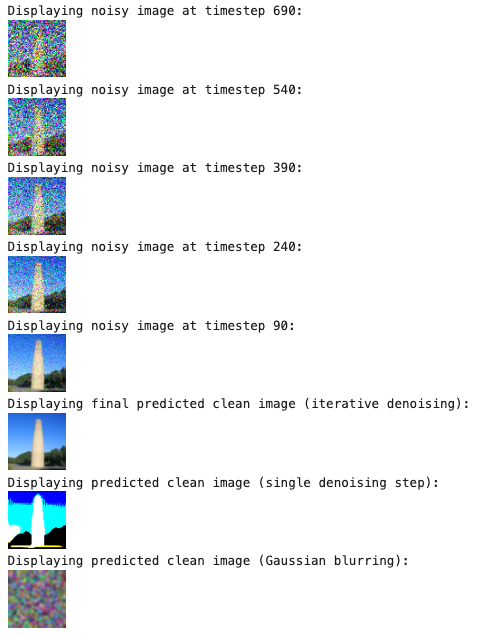 Displaying noisy image at timestep 690:
Displaying noisy image at timestep 540:
Displaying noisy image at timestep 390:
Displaying noisy image at timestep 240:
Displaying noisy image at timestep 90:
Displaying final predicted clean image (iterative denoising):
Displaying predicted clean image (single denoising step):
Displaying predicted clean image (Gaussian blurring):